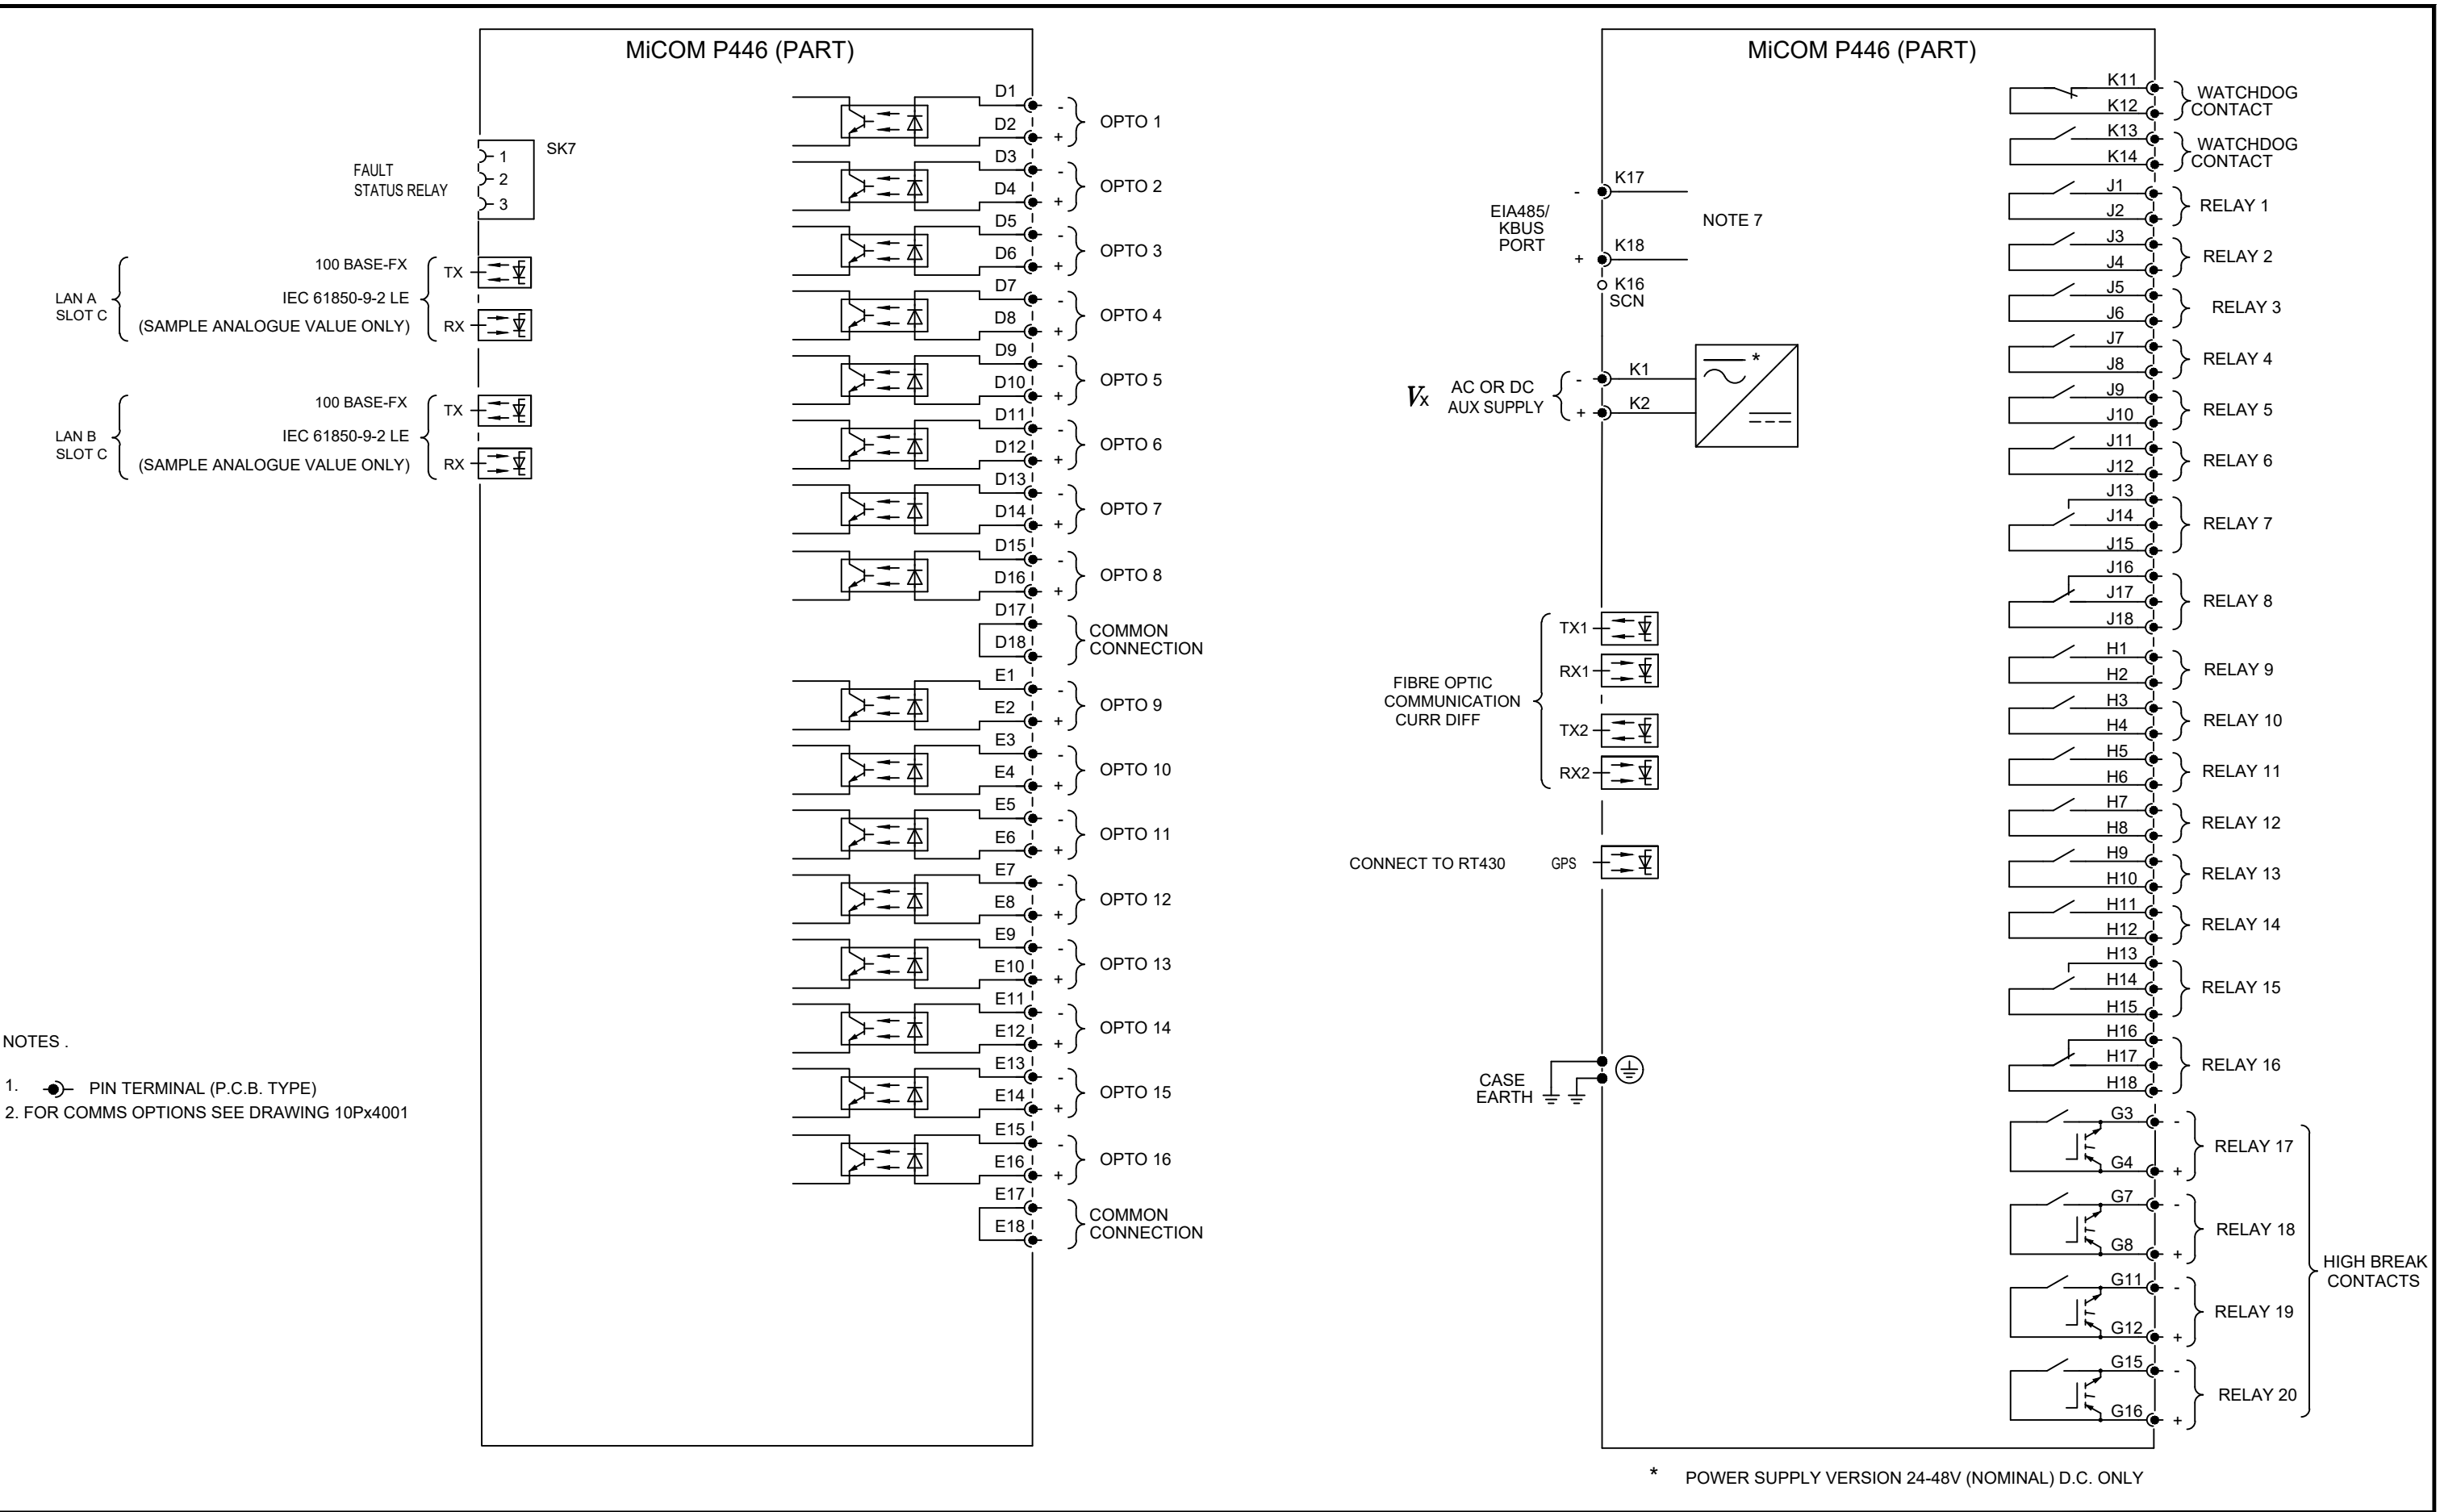 MiCOM P446 (PART)
FAULT
STATUS RELAY
SK7
1
2
3
LAN A
SLOT C
100 BASE-FX
IEC 61850-9-2 LE
(SAMPLE ANALOGUE VALUE ONLY)
TX
RX
LAN B
SLOT C
100 BASE-FX
IEC 61850-9-2 LE
(SAMPLE ANALOGUE VALUE ONLY)
TX
RX
D1 -
D2 +
OPTO 1
D3 -
D4 +
OPTO 2
D5 -
D6 +
OPTO 3
D7 -
D8 +
OPTO 4
D9 -
D10 +
OPTO 5
D11 -
D12 +
OPTO 6
D13 -
D14 +
OPTO 7
D15 -
D16 +
OPTO 8
D17
D18
COMMON
CONNECTION
E1 -
E2 +
OPTO 9
E3 -
E4 +
OPTO 10
E5 -
E6 +
OPTO 11
E7 -
E8 +
OPTO 12
E9 -
E10 +
OPTO 13
E11 -
E12 +
OPTO 14
E13 -
E14 +
OPTO 15
E15 -
E16 +
OPTO 16
E17
E18
COMMON
CONNECTION
NOTES .
1. PIN TERMINAL (P.C.B. TYPE)
2. FOR COMMS OPTIONS SEE DRAWING 10Px4001
MiCOM P446 (PART)
EIA485/
KBUS
PORT
- K17
+ K18
K16
SCN
NOTE 7
Vx
AC OR DC
AUX SUPPLY
- K1
+ K2
*
FIBRE OPTIC
COMMUNICATION
CURR DIFF
TX1
RX1
TX2
RX2
CONNECT TO RT430 GPS
CASE
EARTH
K11
K12
WATCHDOG
CONTACT
K13
K14
WATCHDOG
CONTACT
J1
J2
RELAY 1
J3
J4
RELAY 2
J5
J6
RELAY 3
J7
J8
RELAY 4
J9
J10
RELAY 5
J11
J12
RELAY 6
J13
J14
J15
RELAY 7
J16
J17
J18
RELAY 8
H1
H2
RELAY 9
H3
H4
RELAY 10
H5
H6
RELAY 11
H7
H8
RELAY 12
H9
H10
RELAY 13
H11
H12
RELAY 14
H13
H14
H15
RELAY 15
H16
H17
H18
RELAY 16
G3 -
G4 +
RELAY 17
G7 -
G8 +
RELAY 18
G11 -
G12 +
RELAY 19
G15 -
G16 +
RELAY 20
HIGH BREAK
CONTACTS
* POWER SUPPLY VERSION 24-48V (NOMINAL) D.C. ONLY